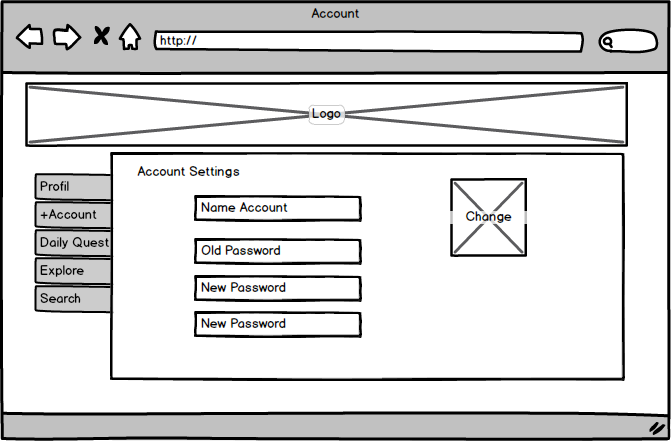 Account
http://
Logo
Account Settings
Profil
+Account
Daily Quest
Explore
Search
Name Account
Old Password
New Password
New Password
Change